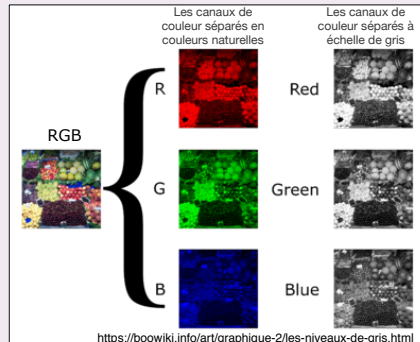 Les canaux de
couleur séparés en
couleurs naturelles
Les canaux de
couleur séparés à
échelle de gris
RGB
R
Red
G
Green
B
Blue
https://boowiki.info/art/graphique-2/les-niveaux-de-gris.html